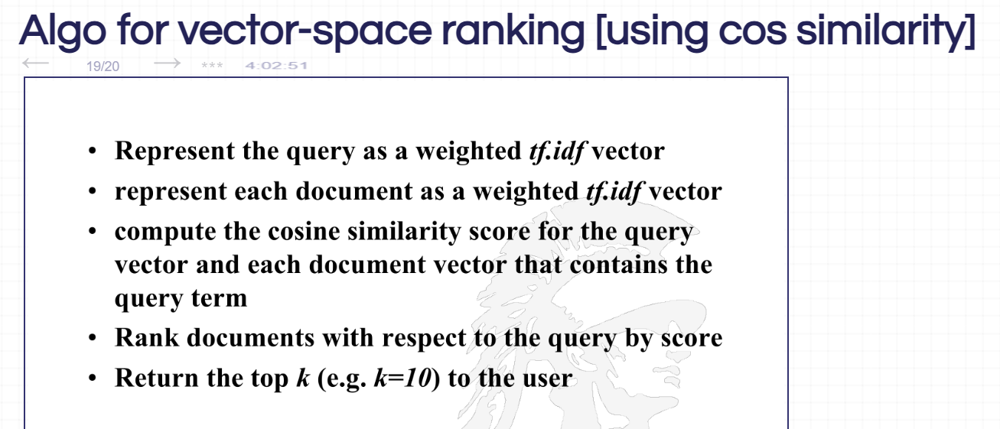 Algo for vector-space ranking [using cos similarity]
19/20 *** 4:02:51
• Represent the query as a weighted tf.idf vector
• represent each document as a weighted tf.idf vector
• compute the cosine similarity score for the query
vector and each document vector that contains the
query term
• Rank documents with respect to the query by score
• Return the top k (e.g. k=10) to the user